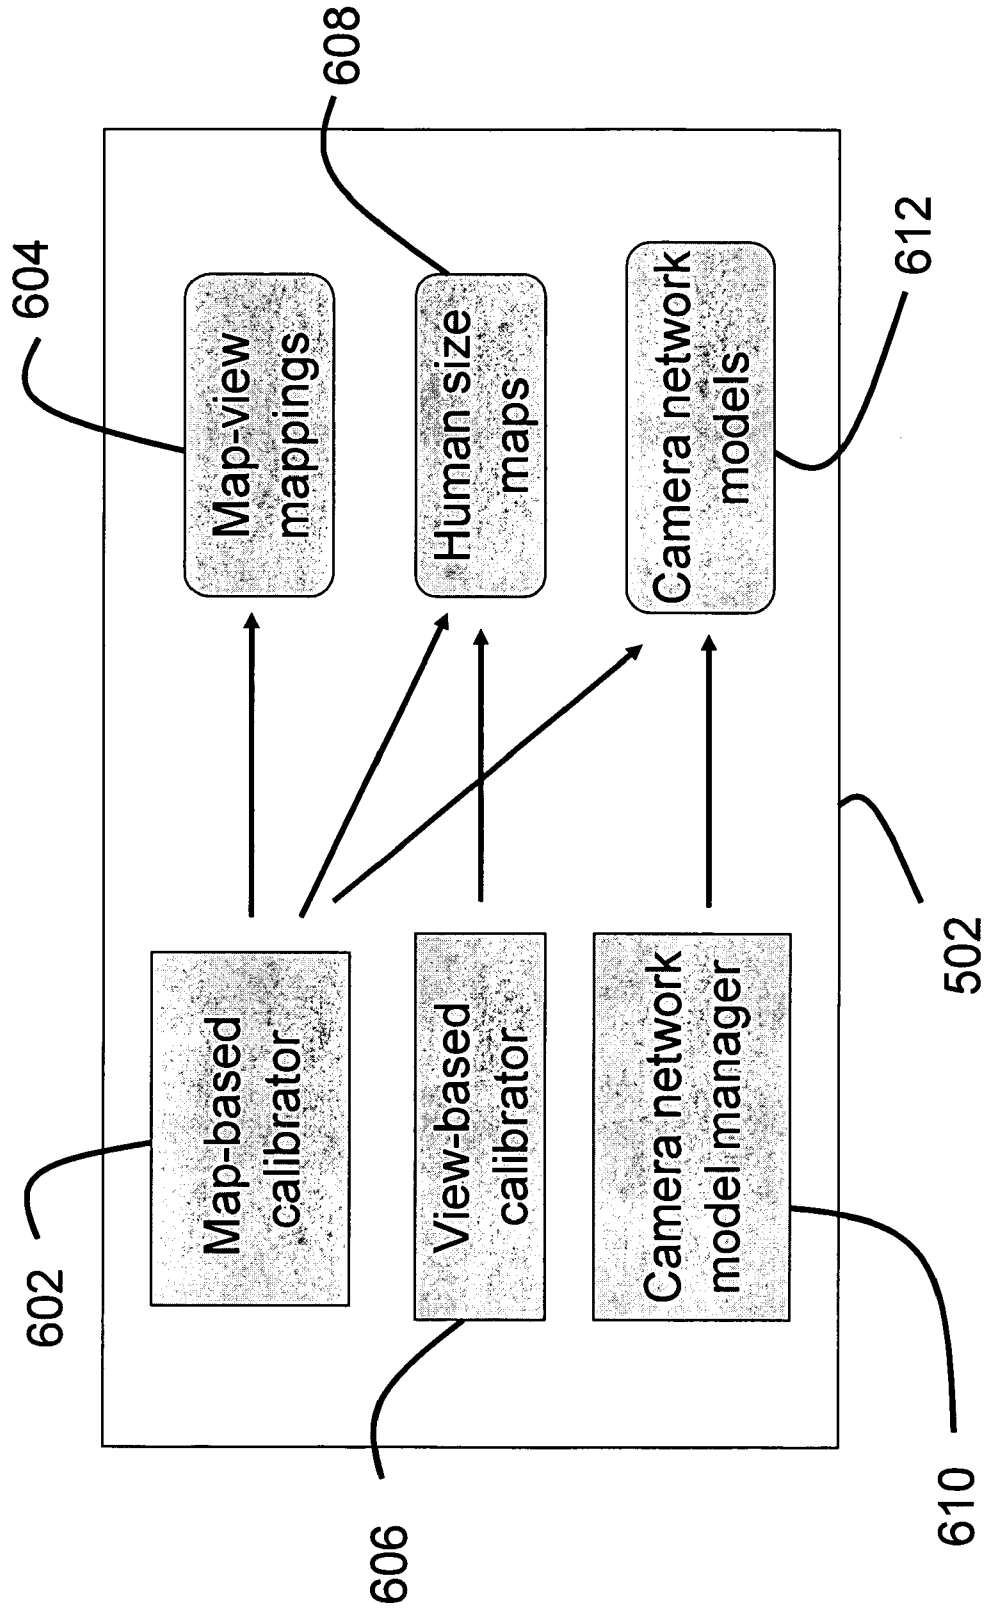 602
Map-based
calibrator
604
Map-view
mappings
606
View-based
calibrator
608
Human size
maps
610
Camera network
model manager
612
Camera network
models
502